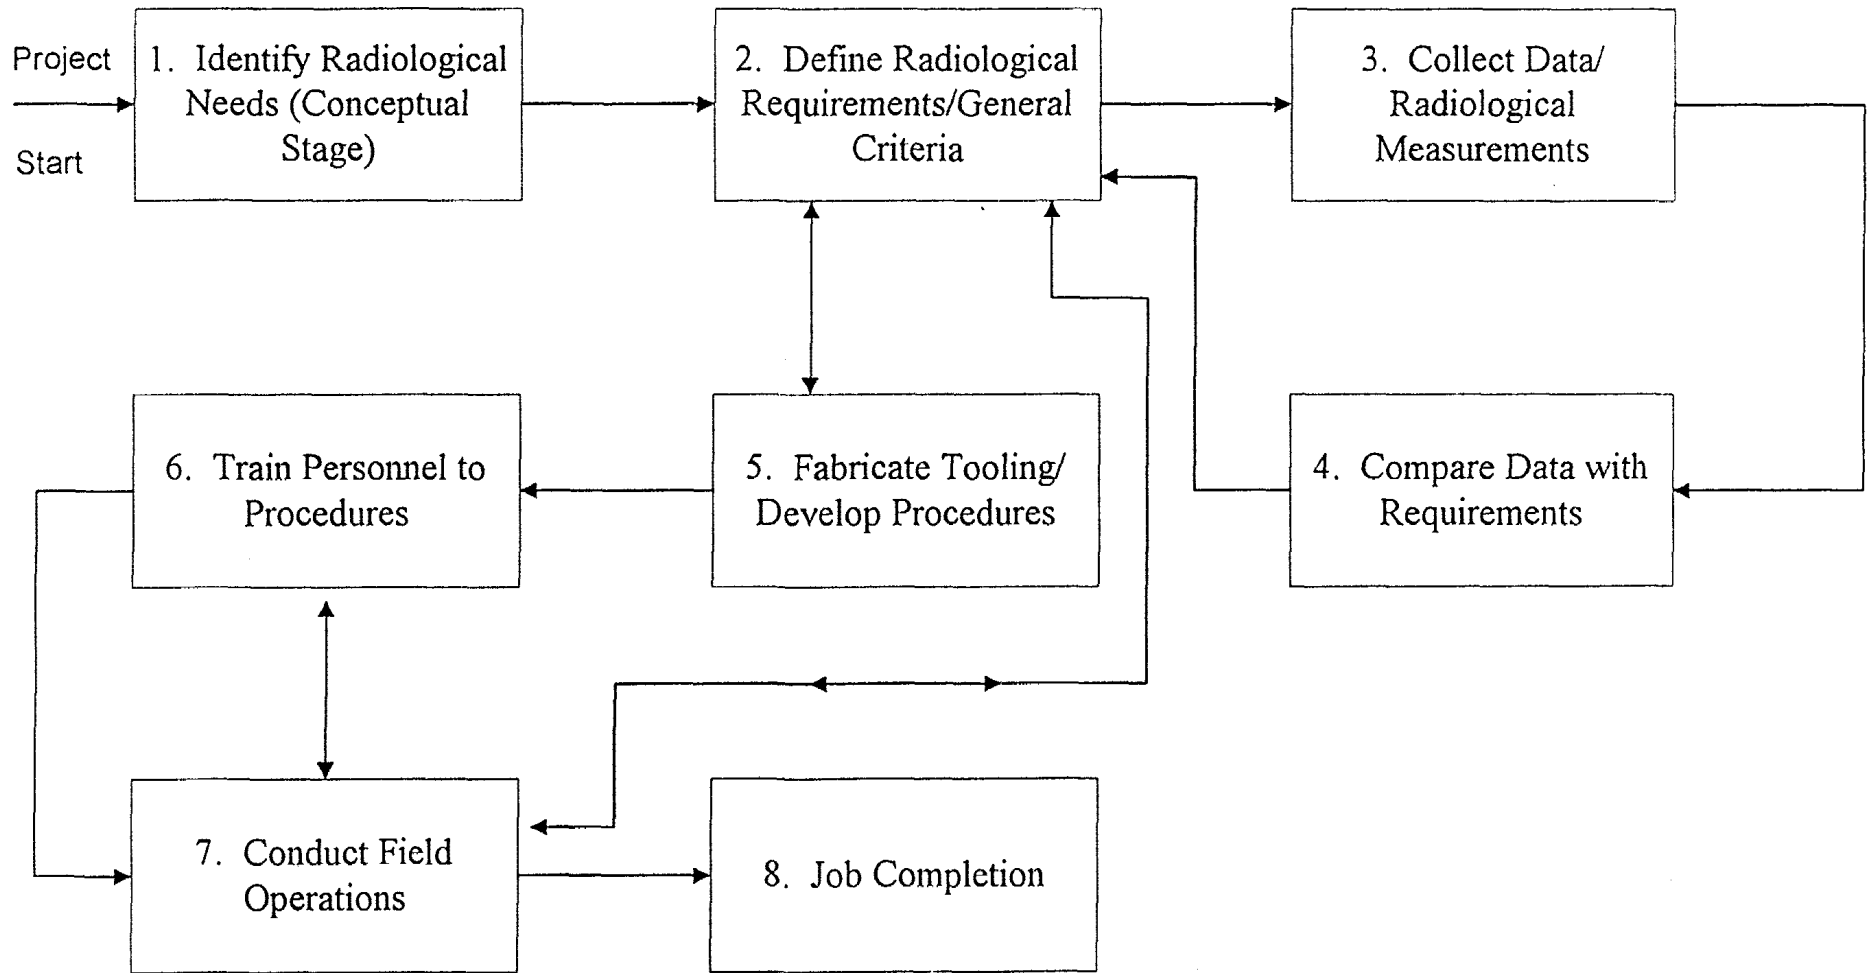 Project
Start
1. Identify Radiological
Needs (Conceptual
Stage)
2. Define Radiological
Requirements/General
Criteria
3. Collect Data/
Radiological
Measurements
6. Train Personnel to
Procedures
5. Fabricate Tooling/
Develop Procedures
4. Compare Data with
Requirements
7. Conduct Field
Operations
8. Job Completion